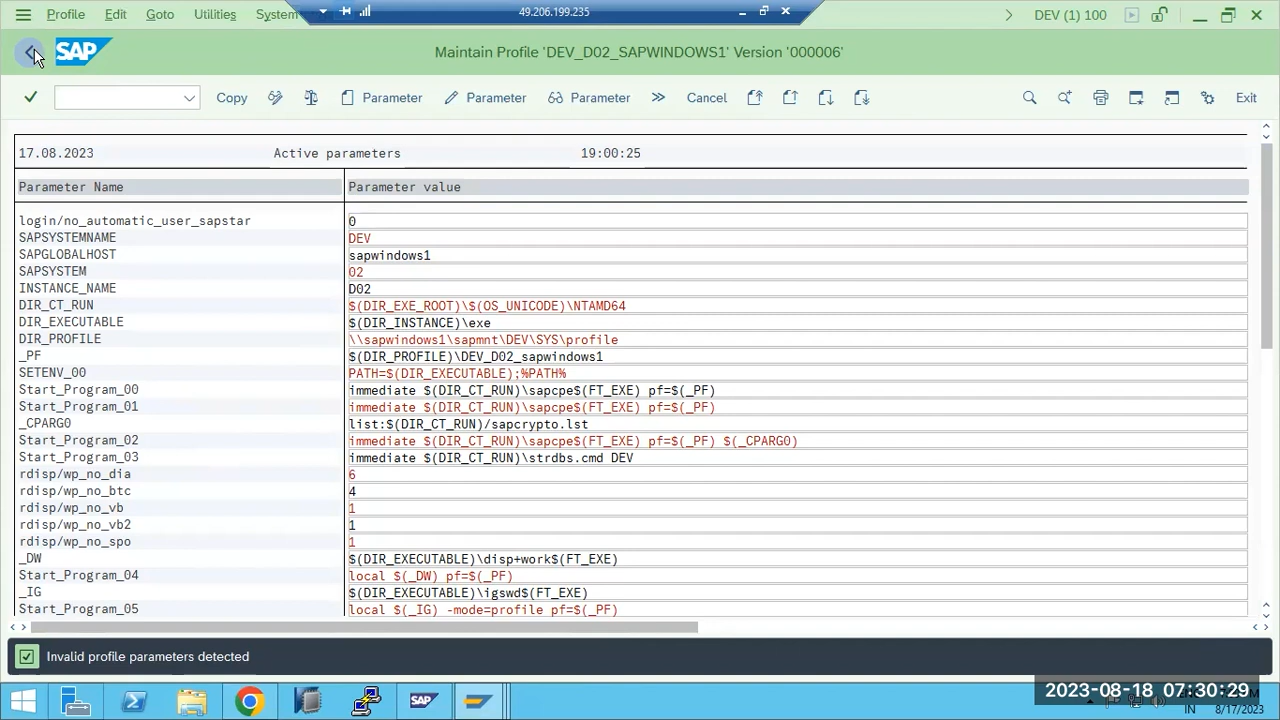 Profile Edit Goto Utilities System 49.206.199.235 DEV (1) 100
SAP Maintain Profile 'DEV_D02_SAPWINDOWS1' Version '000006'
Copy Parameter Parameter Parameter Cancel Exit
17.08.2023 Active parameters 19:00:25
Parameter Name Parameter value
login/no_automatic_user_sapstar 0
SAPSYSTEMNAME DEV
SAPGLOBALHOST sapwindows1
SAPSYSTEM 02
INSTANCE_NAME D02
DIR_CT_RUN $(DIR_EXE_ROOT)\$(OS_UNICODE)\NTAMD64
DIR_EXECUTABLE $(DIR_INSTANCE)\exe
DIR_PROFILE \\sapwindows1\sapmnt\DEV\SYS\profile
_PF $(DIR_PROFILE)\DEV_D02_sapwindows1
SETENV_00 PATH=$(DIR_EXECUTABLE);%PATH%
Start_Program_00 immediate $(DIR_CT_RUN)\sapcpe$(FT_EXE) pf=$(_PF)
Start_Program_01 immediate $(DIR_CT_RUN)\sapcpe$(FT_EXE) pf=$(_PF)
_CPARG0 list:$(DIR_CT_RUN)/sapcrypto.lst
Start_Program_02 immediate $(DIR_CT_RUN)\sapcpe$(FT_EXE) pf=$(_PF) $(_CPARG0)
Start_Program_03 immediate $(DIR_CT_RUN)\strdbs.cmd DEV
rdisp/wp_no_dia 6
rdisp/wp_no_btc 4
rdisp/wp_no_vb 1
rdisp/wp_no_vb2 1
rdisp/wp_no_spo 1
_DW $(DIR_EXECUTABLE)\disp+work$(FT_EXE)
Start_Program_04 local $(_DW) pf=$(_PF)
_IG $(DIR_EXECUTABLE)\igswd$(FT_EXE)
Start_Program_05 local $(_IG) -mode=profile pf=$(_PF)
Invalid profile parameters detected
SAP
2023-08-18 07:30:29
IN 8/17/2023